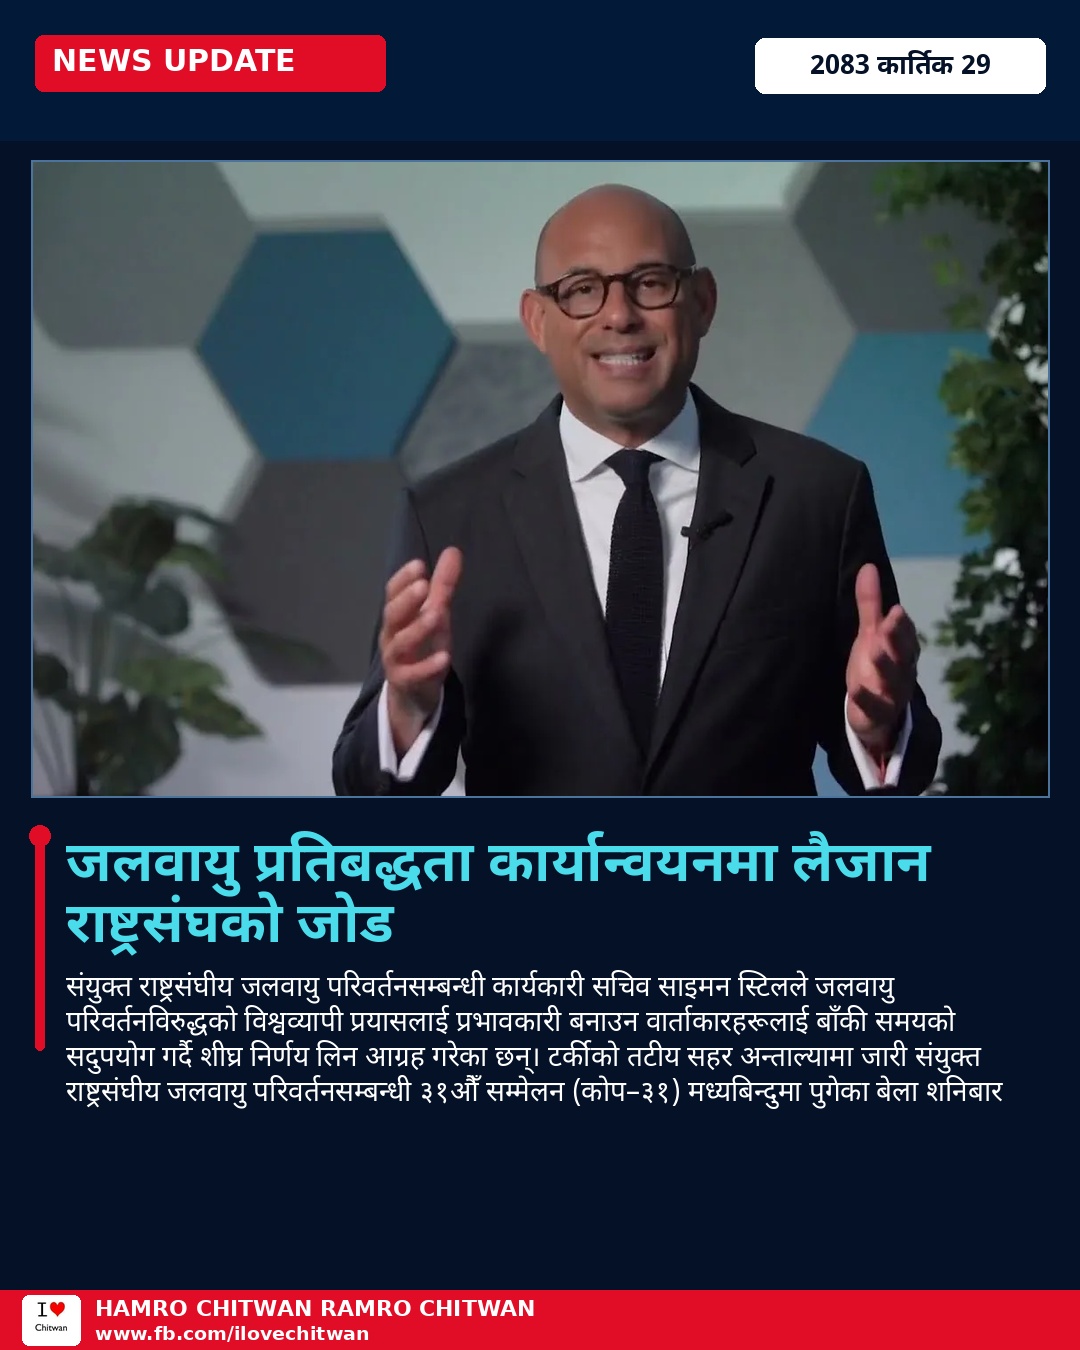 NEWS UPDATE
2083 कार्तिक 29
जलवायु प्रतिबद्धता कार्यान्वयनमा लैजान
राष्ट्रसंघको जोड
संयुक्त राष्ट्रसंघीय जलवायु परिवर्तनसम्बन्धी कार्यकारी सचिव साइमन स्टिलले जलवायु
परिवर्तनविरुद्धको विश्वव्यापी प्रयासलाई प्रभावकारी बनाउन वार्ताकारहरूलाई बाँकी समयको
सदुपयोग गर्दै शीघ्र निर्णय लिन आग्रह गरेका छन्। टर्कीको तटीय सहर अन्ताल्यामा जारी संयुक्त
राष्ट्रसंघीय जलवायु परिवर्तनसम्बन्धी ३१औँ सम्मेलन (कोप–३१) मध्यबिन्दुमा पुगेका बेला शनिबार
I ♥
Chitwan
HAMRO CHITWAN RAMRO CHITWAN
www.fb.com/ilovechitwan